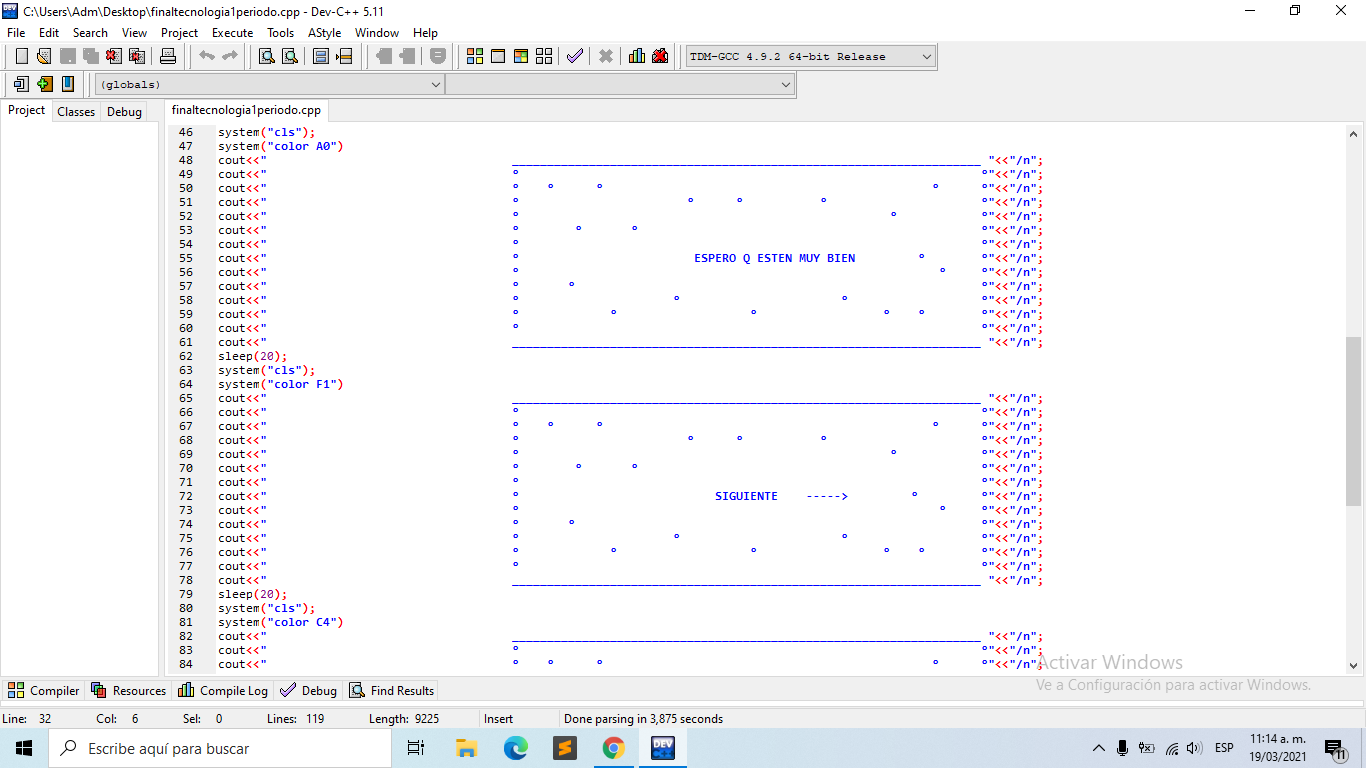 C:\Users\Adm\Desktop\finaltecnologia1periodo.cpp - Dev-C++ 5.11
File Edit Search View Project Execute Tools AStyle Window Help
TDM-GCC 4.9.2 64-bit Release
(globals)
Project Classes Debug
finaltecnologia1periodo.cpp
46 system("cls");
47 system("color A0")
48 cout<<" ___________________________________________________________________ "<<"/n";
49 cout<<" ° °"<<"/n";
50 cout<<" ° ° ° ° °"<<"/n";
51 cout<<" ° ° ° ° °"<<"/n";
52 cout<<" ° ° °"<<"/n";
53 cout<<" ° ° ° °"<<"/n";
54 cout<<" ° °"<<"/n";
55 cout<<" ° ESPERO Q ESTEN MUY BIEN ° °"<<"/n";
56 cout<<" ° ° °"<<"/n";
57 cout<<" ° ° °"<<"/n";
58 cout<<" ° ° ° °"<<"/n";
59 cout<<" ° ° ° ° ° °"<<"/n";
60 cout<<" ° °"<<"/n";
61 cout<<" ___________________________________________________________________ "<<"/n";
62 sleep(20);
63 system("cls");
64 system("color F1")
65 cout<<" ___________________________________________________________________ "<<"/n";
66 cout<<" ° °"<<"/n";
67 cout<<" ° ° ° ° °"<<"/n";
68 cout<<" ° ° ° ° °"<<"/n";
69 cout<<" ° ° °"<<"/n";
70 cout<<" ° ° ° °"<<"/n";
71 cout<<" ° °"<<"/n";
72 cout<<" ° SIGUIENTE -----> ° °"<<"/n";
73 cout<<" ° ° °"<<"/n";
74 cout<<" ° ° °"<<"/n";
75 cout<<" ° ° ° °"<<"/n";
76 cout<<" ° ° ° ° ° °"<<"/n";
77 cout<<" ° °"<<"/n";
78 cout<<" ___________________________________________________________________ "<<"/n";
79 sleep(20);
80 system("cls");
81 system("color C4")
82 cout<<" ___________________________________________________________________ "<<"/n";
83 cout<<" ° °"<<"/n";
84 cout<<" ° ° ° ° °"<<"/n";
Activar Windows
Ve a Configuración para activar Windows.
Compiler Resources Compile Log Debug Find Results
Line: 32 Col: 6 Sel: 0 Lines: 119 Length: 9225 Insert Done parsing in 3,875 seconds
Escribe aquí para buscar
DEV
ESP
11:14 a. m.
19/03/2021
11